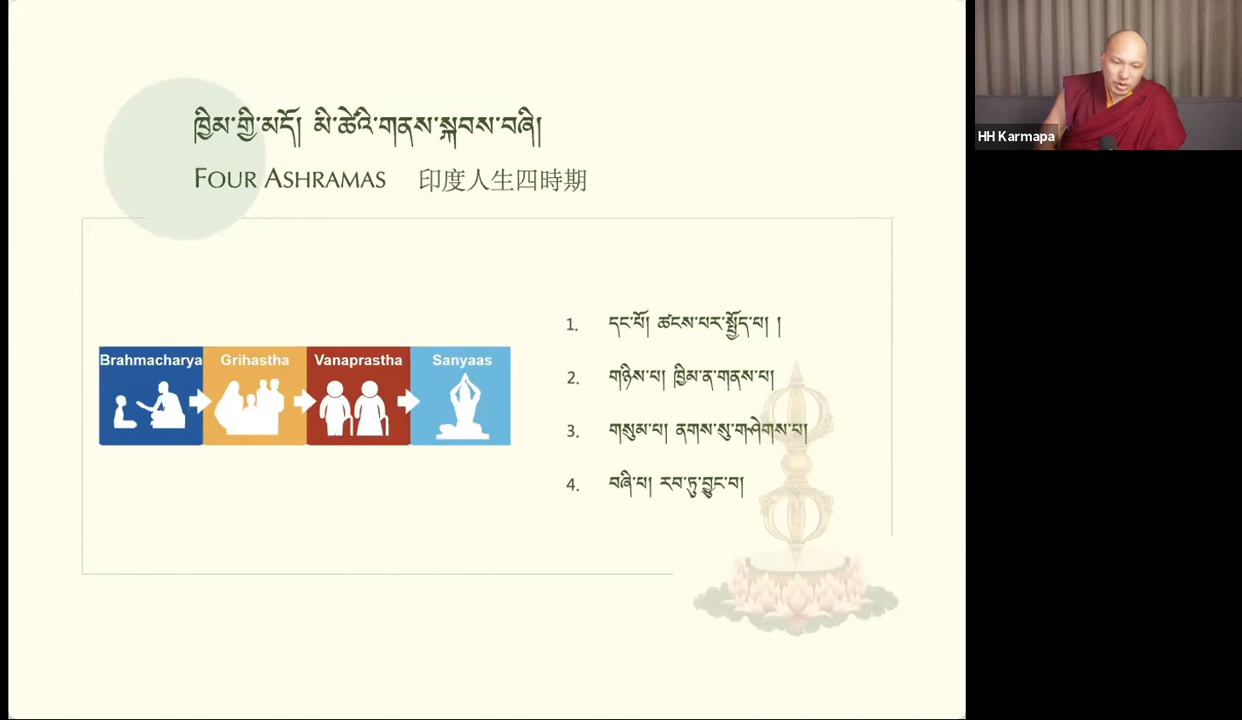 ཁྱིམ་གྱི་མདོ། མི་ཚེའི་གནས་སྐབས་བཞི།
FOUR ASHRAMAS 印度人生四時期
Brahmacharya Grihastha Vanaprastha Sanyaas
1. དང་པོ། ཚངས་པར་སྤྱོད་པ། །
2. གཉིས་པ། ཁྱིམ་ན་གནས་པ།
3. གསུམ་པ། ནགས་སུ་གཤེགས་པ།
4. བཞི་པ། རབ་ཏུ་བྱུང་བ།
HH Karmapa